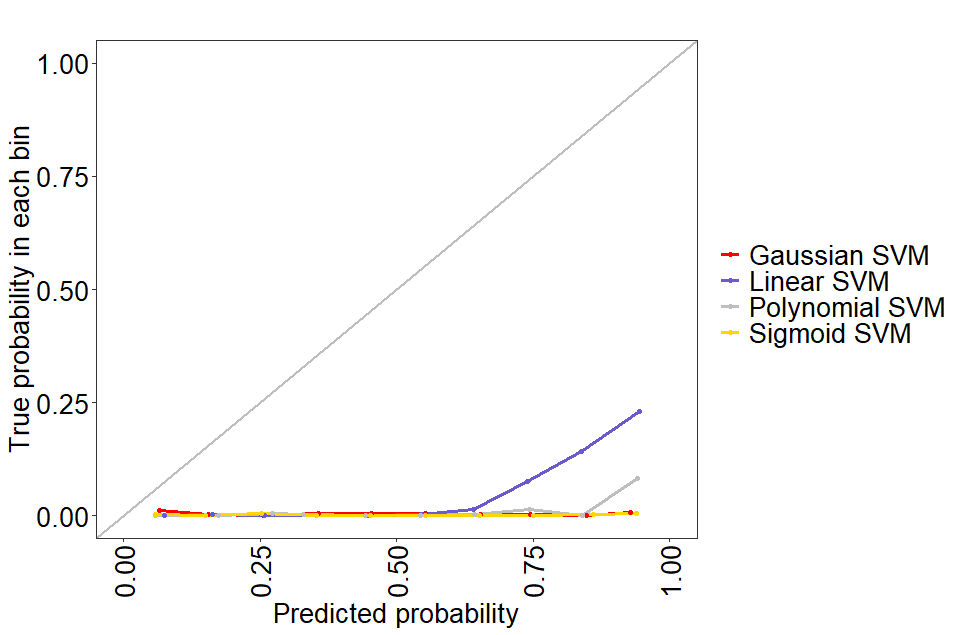 True probability in each bin
1.00
0.75
0.50
0.25
0.00
0.00
0.25
0.50
0.75
1.00
Predicted probability
Gaussian SVM
Linear SVM
Polynomial SVM
Sigmoid SVM